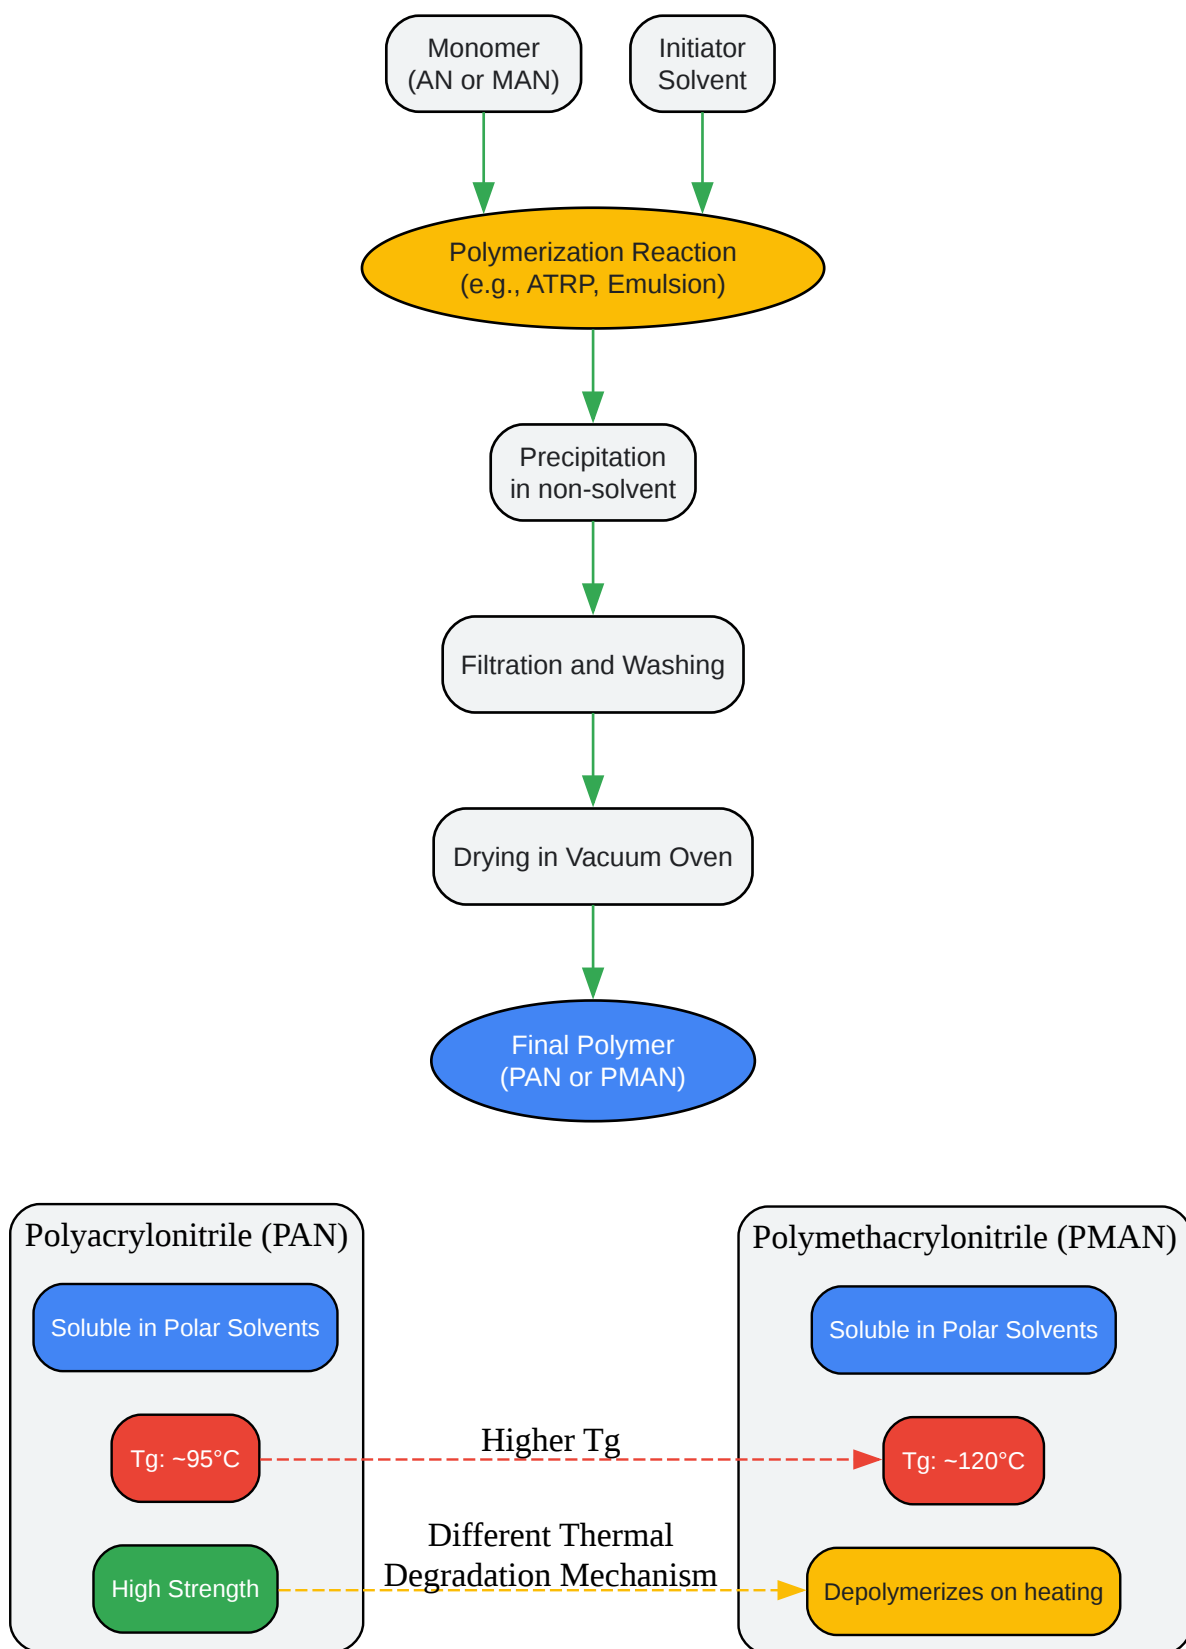 Monomer
(AN or MAN)
Initiator
Solvent
Polymerization Reaction
(e.g., ATRP, Emulsion)
Precipitation
in non-solvent
Filtration and Washing
Drying in Vacuum Oven
Final Polymer
(PAN or PMAN)
Polyacrylonitrile (PAN)
Soluble in Polar Solvents
Tg: ~95°C
High Strength
Higher Tg
Different Thermal
Degradation Mechanism
Polymethacrylonitrile (PMAN)
Soluble in Polar Solvents
Tg: ~120°C
Depolymerizes on heating